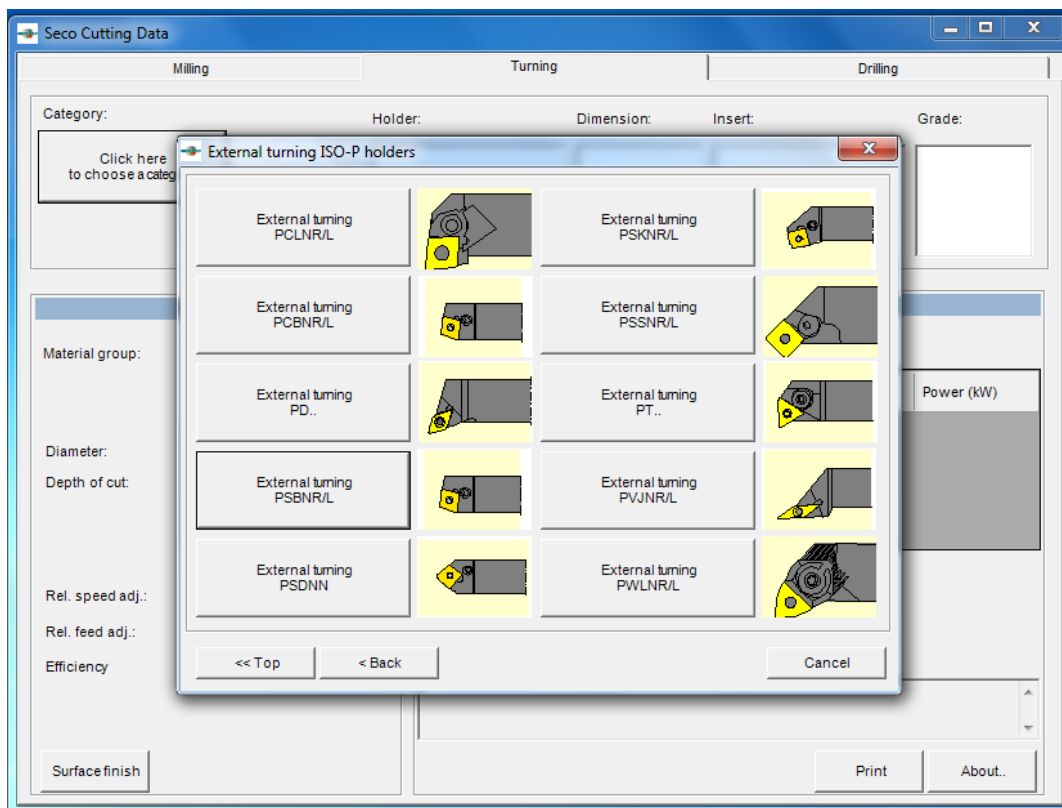 Seco Cutting Data
Milling
Turning
Drilling
Category:
Holder:
Dimension:
Insert:
Grade:
Click here
to choose a categ
External turning ISO-P holders
External turning
PCLNR/L
External turning
PSKNR/L
External turning
PCBNR/L
External turning
PSSNR/L
External turning
PD..
External turning
PT..
External turning
PSBNR/L
External turning
PVJNR/L
External turning
PSDNN
External turning
PWLNR/L
<< Top
< Back
Cancel
Material group:
Diameter:
Depth of cut:
Rel. speed adj.:
Rel. feed adj.:
Efficiency
Power (kW)
Surface finish
Print
About..